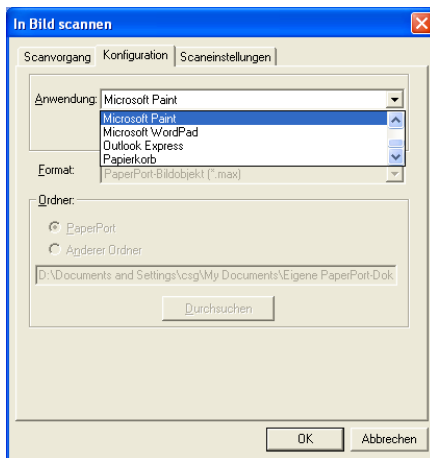 In Bild scannen
Scanvorgang Konfiguration Scaneinstellungen
Anwendung: Microsoft Paint
Microsoft Paint
Microsoft WordPad
Outlook Express
Papierkorb
Format: PaperPort-Bildobjekt (*.max)
Ordner:
PaperPort
Anderer Ordner
D:\Documents and Settings\csg\My Documents\Eigene PaperPort-Dok
Durchsuchen
OK Abbrechen